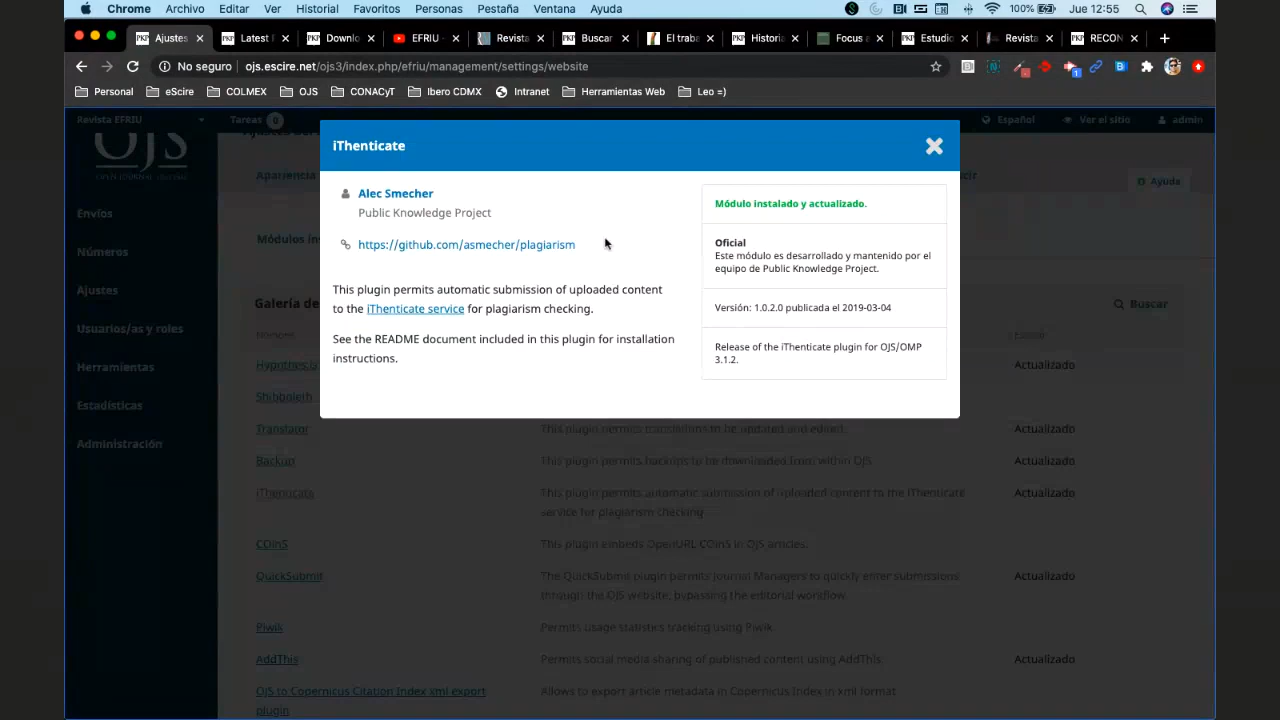 Chrome Archivo Editar Ver Historial Favoritos Personas Pestaña Ventana Ayuda 100% Jue 12:55
PKP Ajustes PKP Latest PKP Downlo EFRIU - Revista PKP Buscar El trab PKP Historia Focus a PKP Estudio Revista PKP RECON
No seguro ojs.escire.net/ojs3/index.php/efriu/management/settings/website
Personal eScire COLMEX OJS CONACyT Ibero CDMX Intranet Herramientas Web Leo =)
Revista EFRIU Tareas 0 Español Ver el sitio admin
OJS
OPEN JOURNAL SYSTEMS
Apariencia
Ayuda
Envíos
Números
Ajustes
Usuarios/as y roles
Herramientas
Estadísticas
Administración
iThenticate
Alec Smecher
Public Knowledge Project
https://github.com/asmecher/plagiarism
This plugin permits automatic submission of uploaded content
to the iThenticate service for plagiarism checking.
See the README document included in this plugin for installation
instructions.
Módulo instalado y actualizado.
Oficial
Este módulo es desarrollado y mantenido por el
equipo de Public Knowledge Project.
Versión: 1.0.2.0 publicada el 2019-03-04
Release of the iThenticate plugin for OJS/OMP
3.1.2.
Módulos
Galería de
Buscar
Hypothes Actualizado
Shibboleth
Translator This plugin permits translations to be updated and edited. Actualizado
Backup This plugin permits backups to be downloaded from within OJS. Actualizado
iThenticate This plugin permits automatic submission of uploaded content to the iThenticate Actualizado
service for plagiarism checking.
COinS This plugin embeds OpenURL COinS in OJS articles.
QuickSubmit The QuickSubmit plugin permits Journal Managers to quickly enter submissions Actualizado
through the OJS website, bypassing the editorial workflow.
Piwik Permits usage statistics tracking using Piwik.
AddThis Permits social media sharing of published content using AddThis. Actualizado
OJS to Copernicus Citation Index xml export Allows to export article metadata in Copernicus Index in xml format
plugin